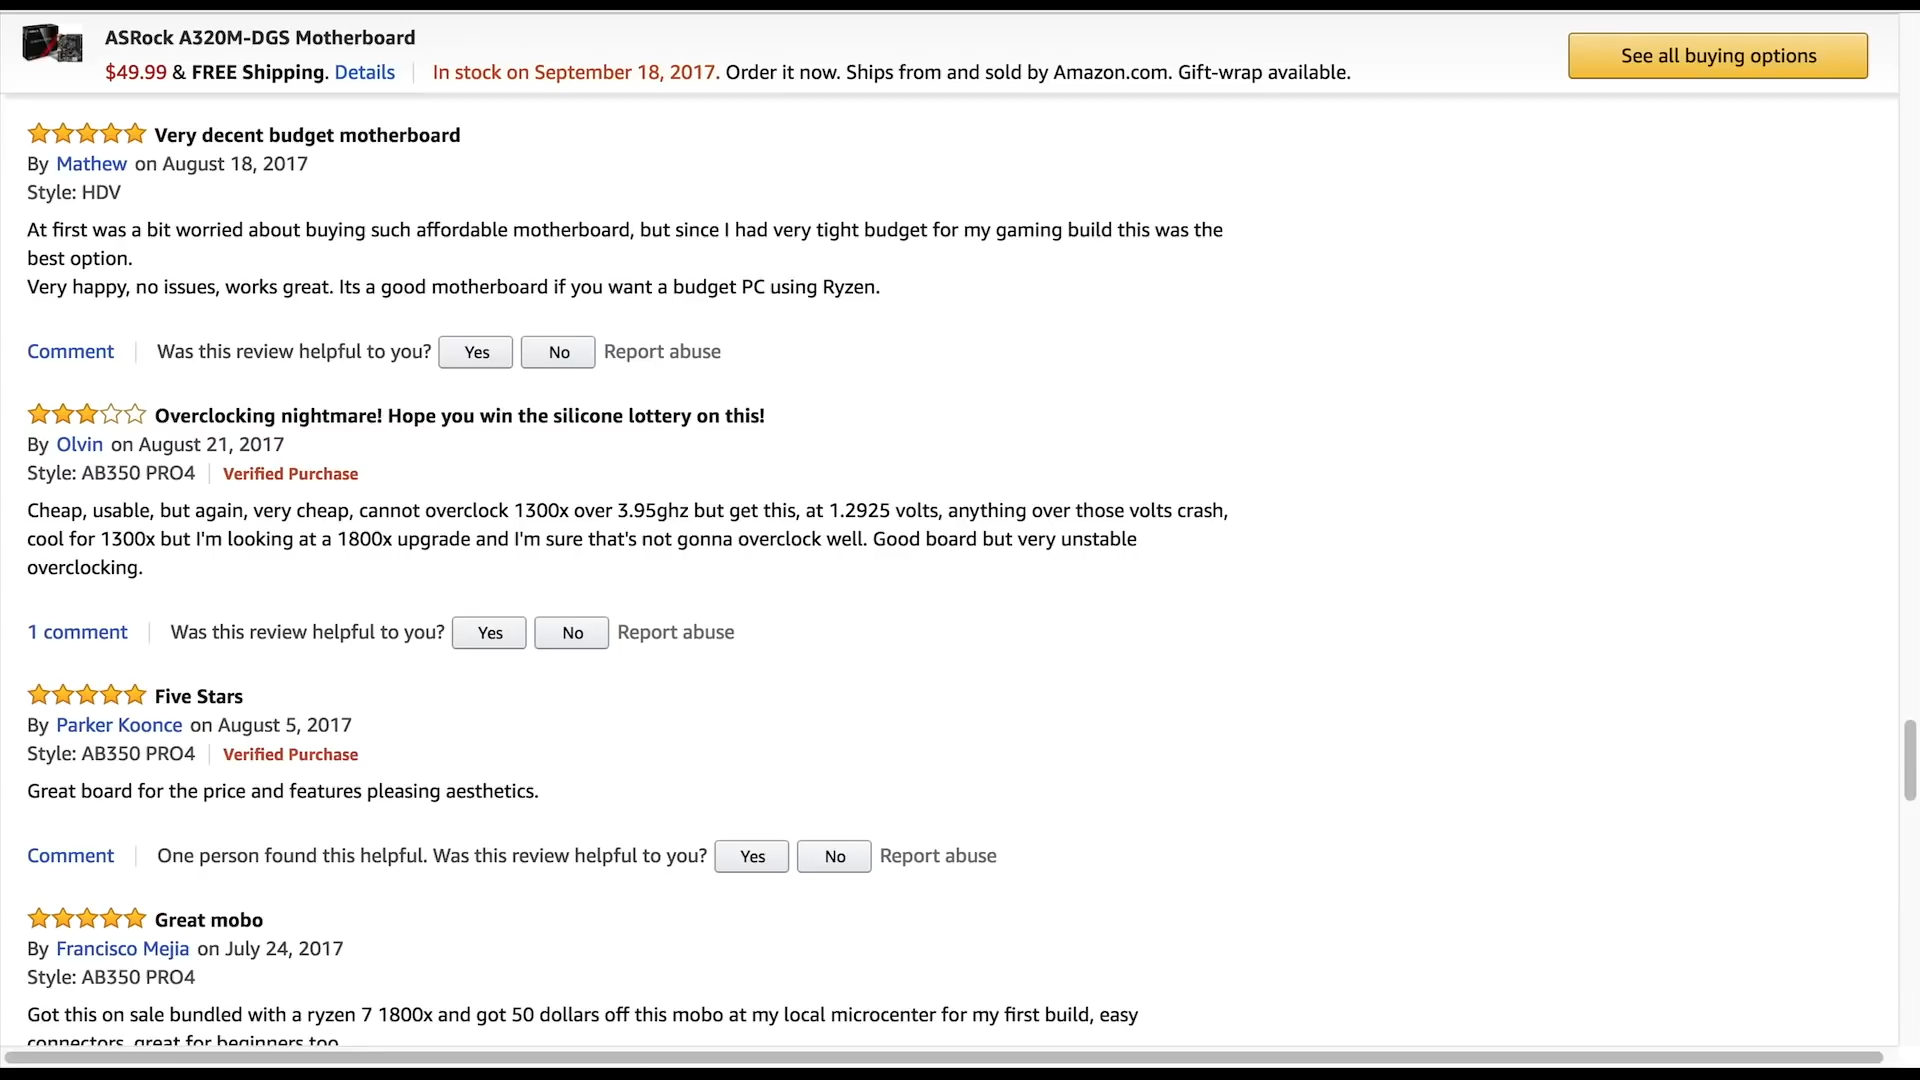 ASRock A320M-DGS Motherboard
$49.99 & FREE Shipping. Details
In stock on September 18, 2017. Order it now. Ships from and sold by Amazon.com. Gift-wrap available.
See all buying options
Very decent budget motherboard
By Mathew on August 18, 2017
Style: HDV
At first was a bit worried about buying such affordable motherboard, but since I had very tight budget for my gaming build this was the
best option.
Very happy, no issues, works great. Its a good motherboard if you want a budget PC using Ryzen.
Comment Was this review helpful to you? Yes No Report abuse
Overclocking nightmare! Hope you win the silicone lottery on this!
By Olvin on August 21, 2017
Style: AB350 PRO4 Verified Purchase
Cheap, usable, but again, very cheap, cannot overclock 1300x over 3.95ghz but get this, at 1.2925 volts, anything over those volts crash,
cool for 1300x but I'm looking at a 1800x upgrade and I'm sure that's not gonna overclock well. Good board but very unstable
overclocking.
1 comment Was this review helpful to you? Yes No Report abuse
Five Stars
By Parker Koonce on August 5, 2017
Style: AB350 PRO4 Verified Purchase
Great board for the price and features pleasing aesthetics.
Comment One person found this helpful. Was this review helpful to you? Yes No Report abuse
Great mobo
By Francisco Mejia on July 24, 2017
Style: AB350 PRO4
Got this on sale bundled with a ryzen 7 1800x and got 50 dollars off this mobo at my local microcenter for my first build, easy
connectors, great for beginners too